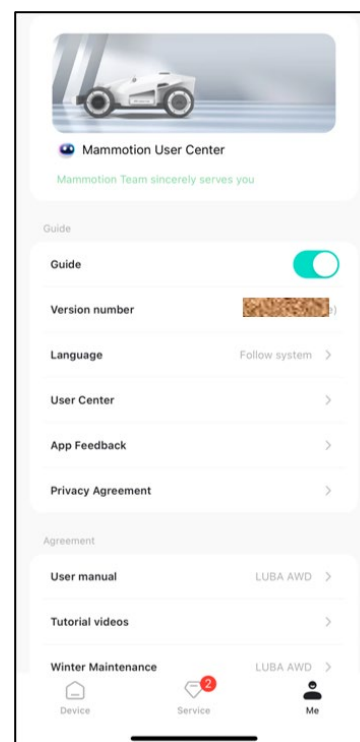 Mammotion User Center
Mammotion Team sincerely serves you
Guide
Guide
Version number
Language Follow system
User Center
App Feedback
Privacy Agreement
Agreement
User manual LUBA AWD
Tutorial videos
Winter Maintenance LUBA AWD
2
Device Service Me